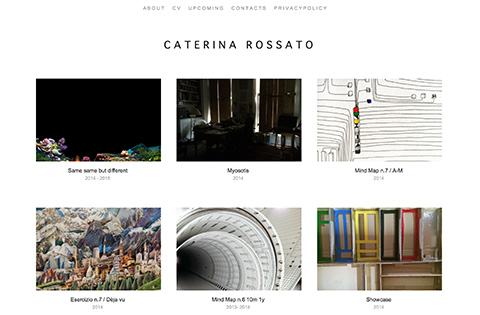 ABOUT CV UPCOMING CONTACTS PRIVACYPOLICY
CATERINA ROSSATO
Same same but different
2014 - 2015
Myosotis
2014
Mind Map n.7 / A-M
2014
Esercizio n.7 / Déja vu
2014
Mind Map n.6 10m 1y
2013- 2014
Showcase
2014